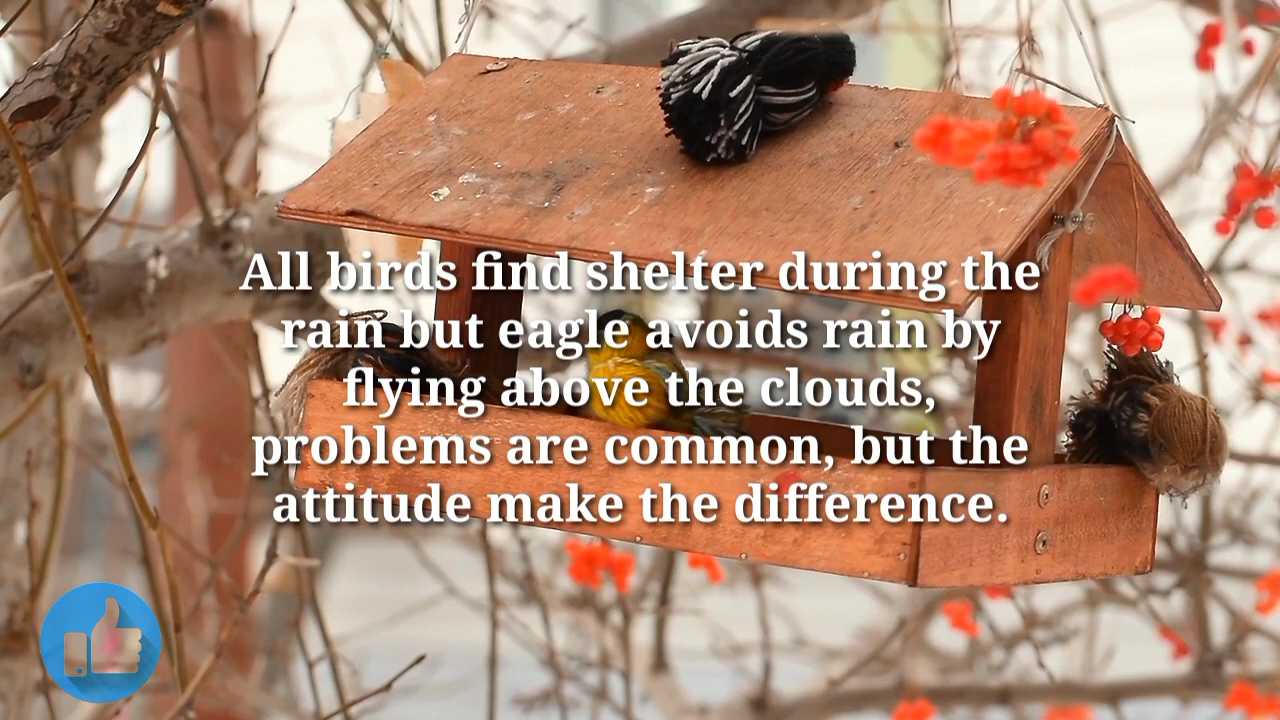 All birds find shelter during the
rain but eagle avoids rain by
flying above the clouds,
problems are common, but the
attitude make the difference.